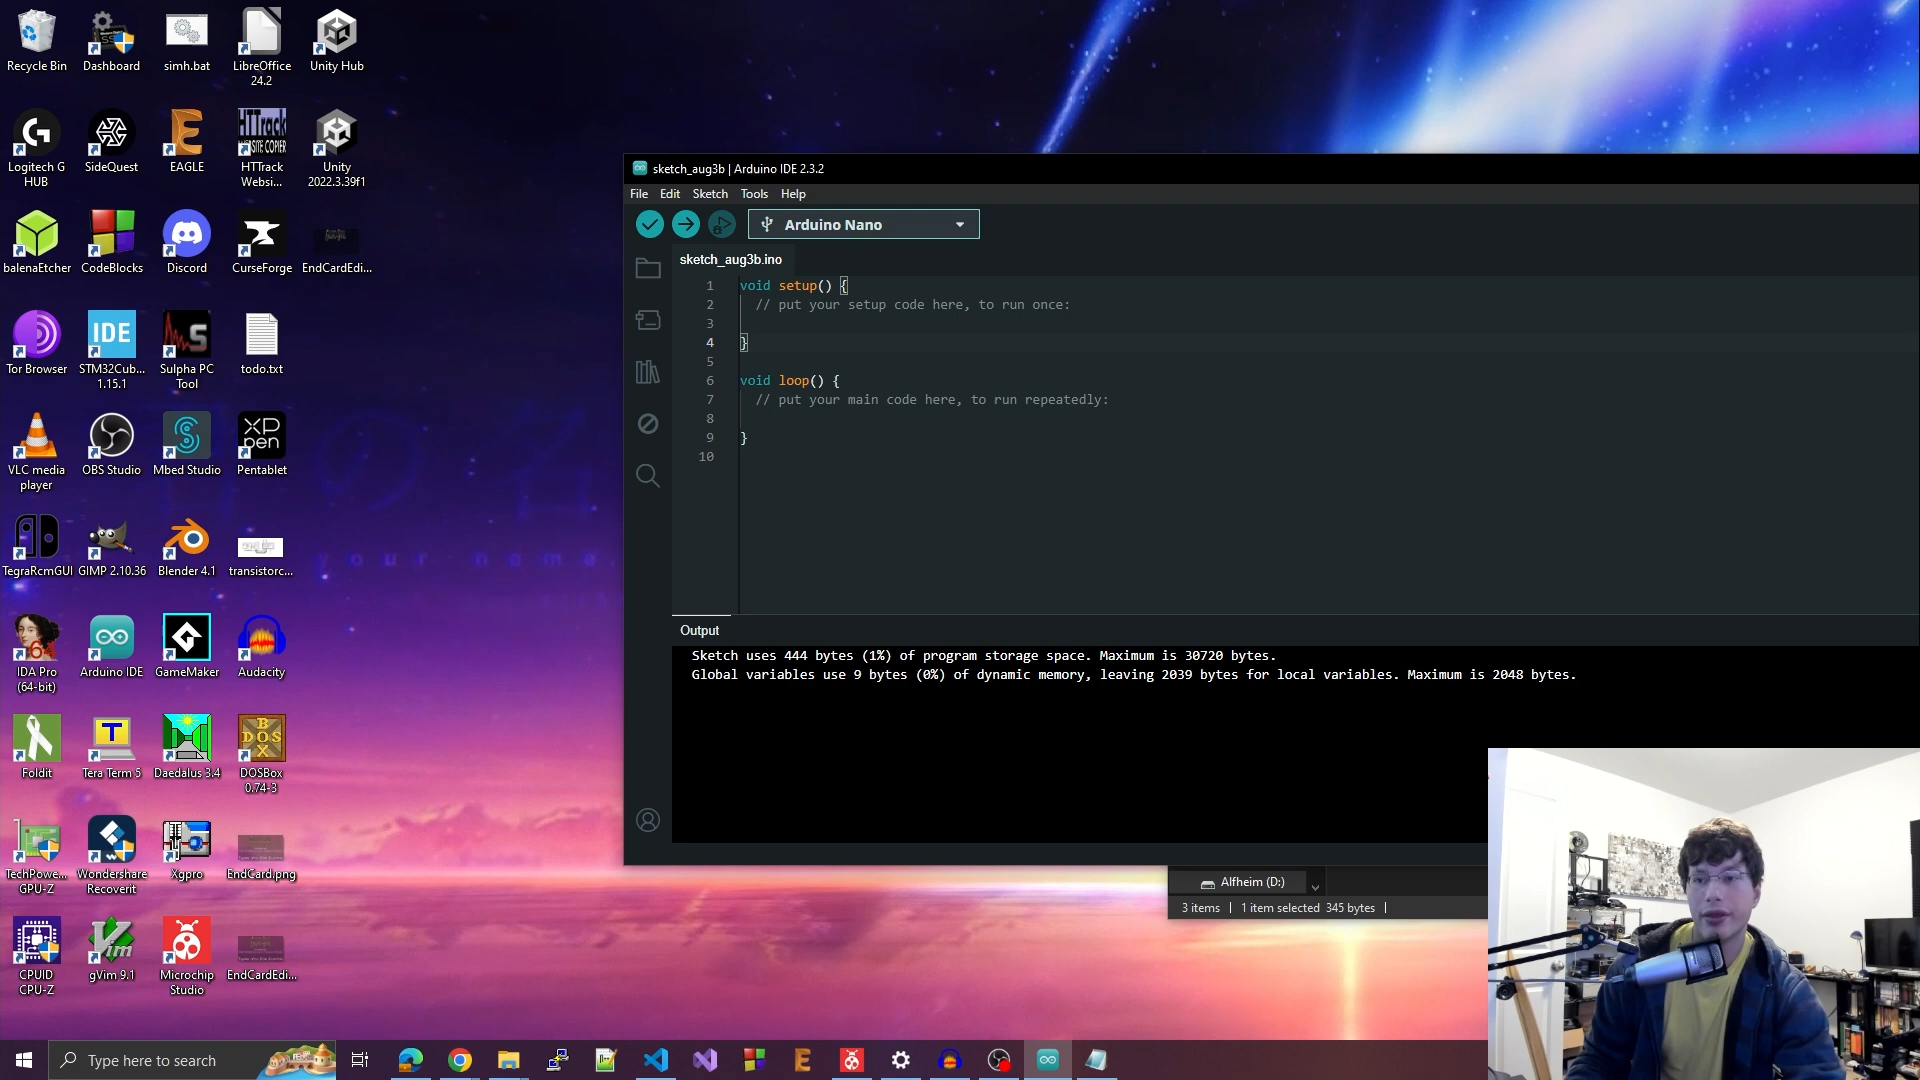 Recycle Bin
Dashboard
simh.bat
LibreOffice
24.2
Unity Hub
Logitech G
HUB
SideQuest
EAGLE
HTTrack
WEBSITE COPIER
HTTrack
Websi...
Unity
2022.3.39f1
balenaEtcher
CodeBlocks
Discord
CurseForge
EndCardEdi...
Tor Browser
IDE
STM32Cub...
1.15.1
Sulpha PC
Tool
todo.txt
VLC media
player
OBS Studio
Mbed Studio
XP
pen
Pentablet
TegraRcmGUI
GIMP 2.10.36
Blender 4.1
transistorc...
your name.
64
IDA Pro
(64-bit)
Arduino IDE
GameMaker
Audacity
Foldit
T
Tera Term 5
Daedalus 3.4
DOSBox
0.74-3
TechPowe...
GPU-Z
Wondershare
Recoverit
Xgpro
EndCard.png
CPUID
CPU-Z
gVim 9.1
Microchip
Studio
EndCardEdi...
sketch_aug3b | Arduino IDE 2.3.2
File Edit Sketch Tools Help
Arduino Nano
sketch_aug3b.ino
1 void setup() {
2 // put your setup code here, to run once:
3
4 }
5
6 void loop() {
7 // put your main code here, to run repeatedly:
8
9 }
10
Output
Sketch uses 444 bytes (1%) of program storage space. Maximum is 30720 bytes.
Global variables use 9 bytes (0%) of dynamic memory, leaving 2039 bytes for local variables. Maximum is 2048 bytes.
Alfheim (D:)
3 items | 1 item selected 345 bytes |
Type here to search